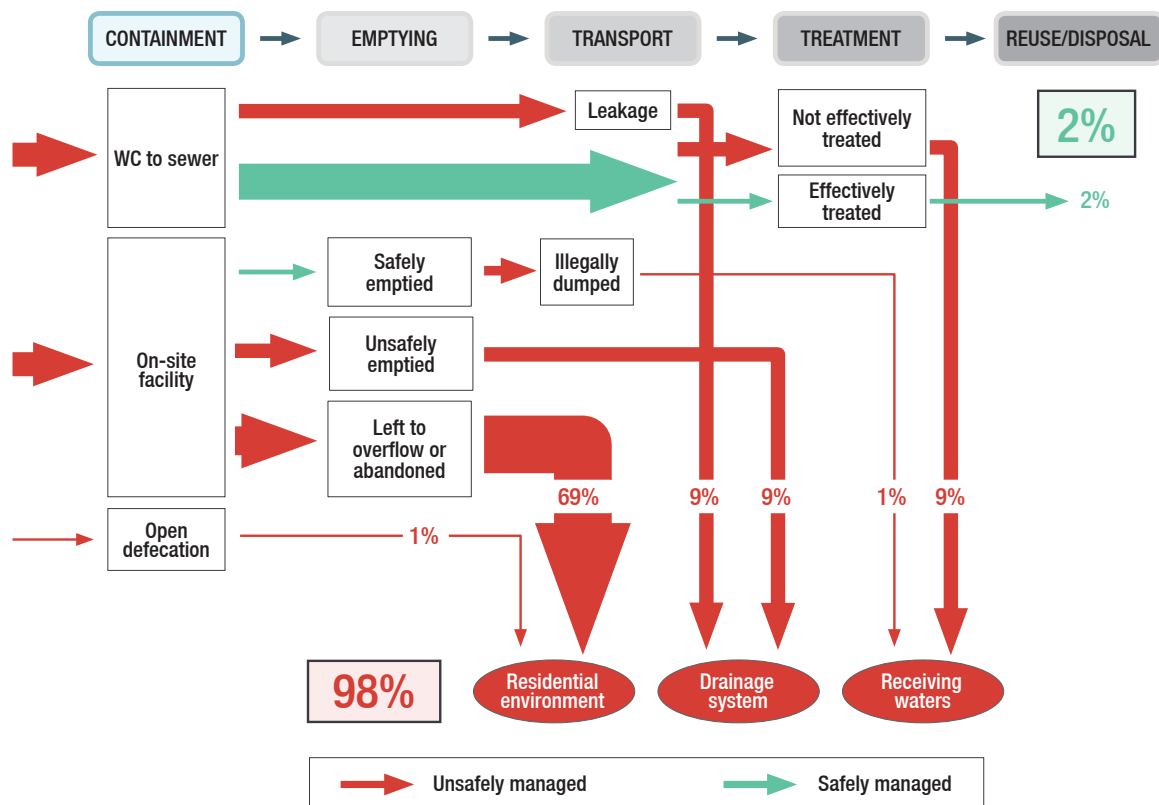 CONTAINMENT
EMPTYING
TRANSPORT
TREATMENT
REUSE/DISPOSAL
WC to sewer
Leakage
Not effectively
treated
2%
Effectively
treated
2%
On-site
facility
Safely
emptied
Illegally
dumped
Unsafely
emptied
Left to
overflow or
abandoned
69%
9%
9%
1%
9%
Open
defecation
1%
98%
Residential
environment
Drainage
system
Receiving
waters
Unsafely managed
Safely managed